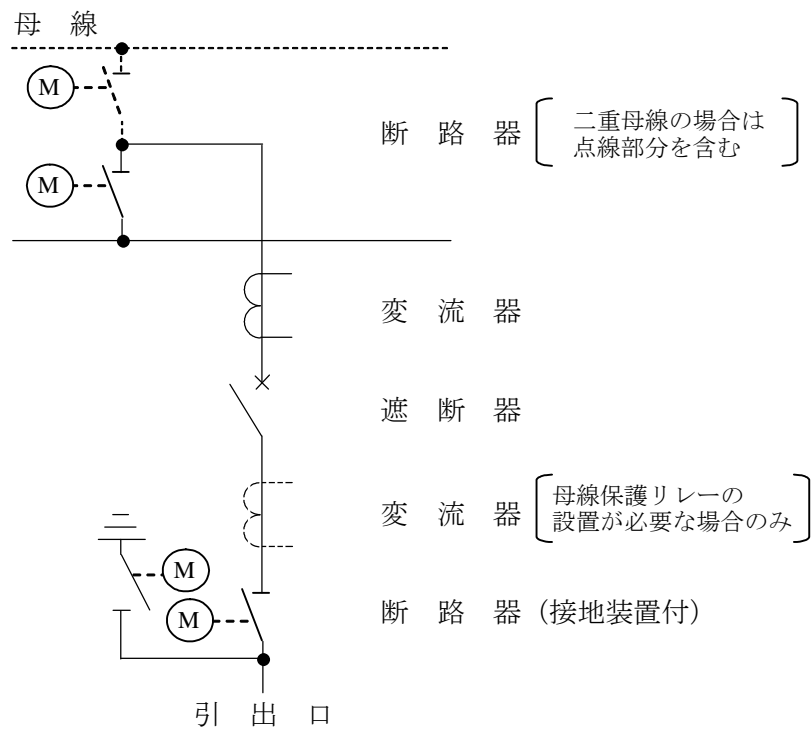 母 線
M
断 路 器
二重母線の場合は
点線部分を含む
M
変 流 器
遮 断 器
変 流 器
母線保護リレーの
設置が必要な場合のみ
M
M
断 路 器 (接地装置付)
引 出 口